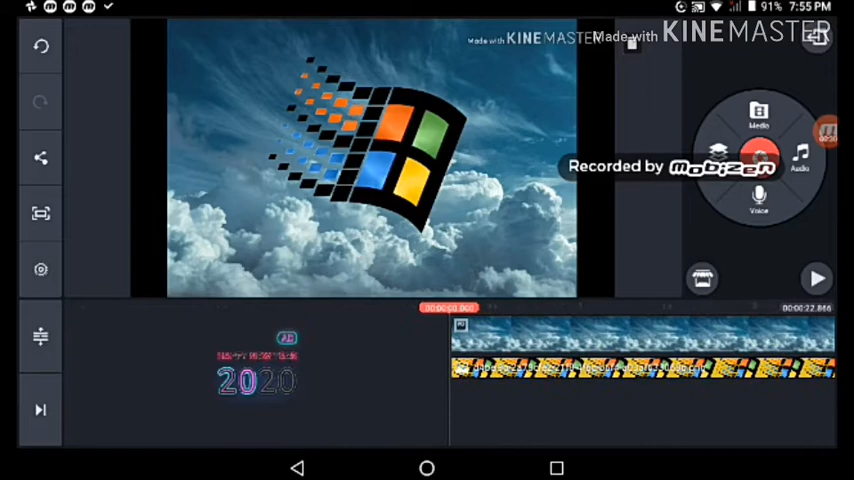 91% 7:55 PM
Made with KINEMASTER
Made with KINEMASTER
Media
Recorded by mobizen
Audio
Voice
00:00:00.000
00:00:22.866
AD
HAPPY NEW YEAR
2020